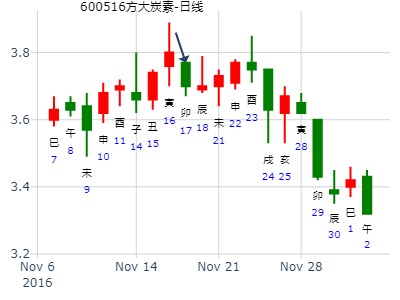 600516方大炭素-日线
3.8
3.6
3.4
3.2
巳
7
午
8
未
9
申
10
酉
11
子
14
丑
15
寅
16
卯
17
辰
18
未
21
申
22
酉
23
戌
24
亥
25
寅
28
卯
29
辰
30
巳
1
午
2
Nov 6
2016
Nov 14
Nov 21
Nov 28